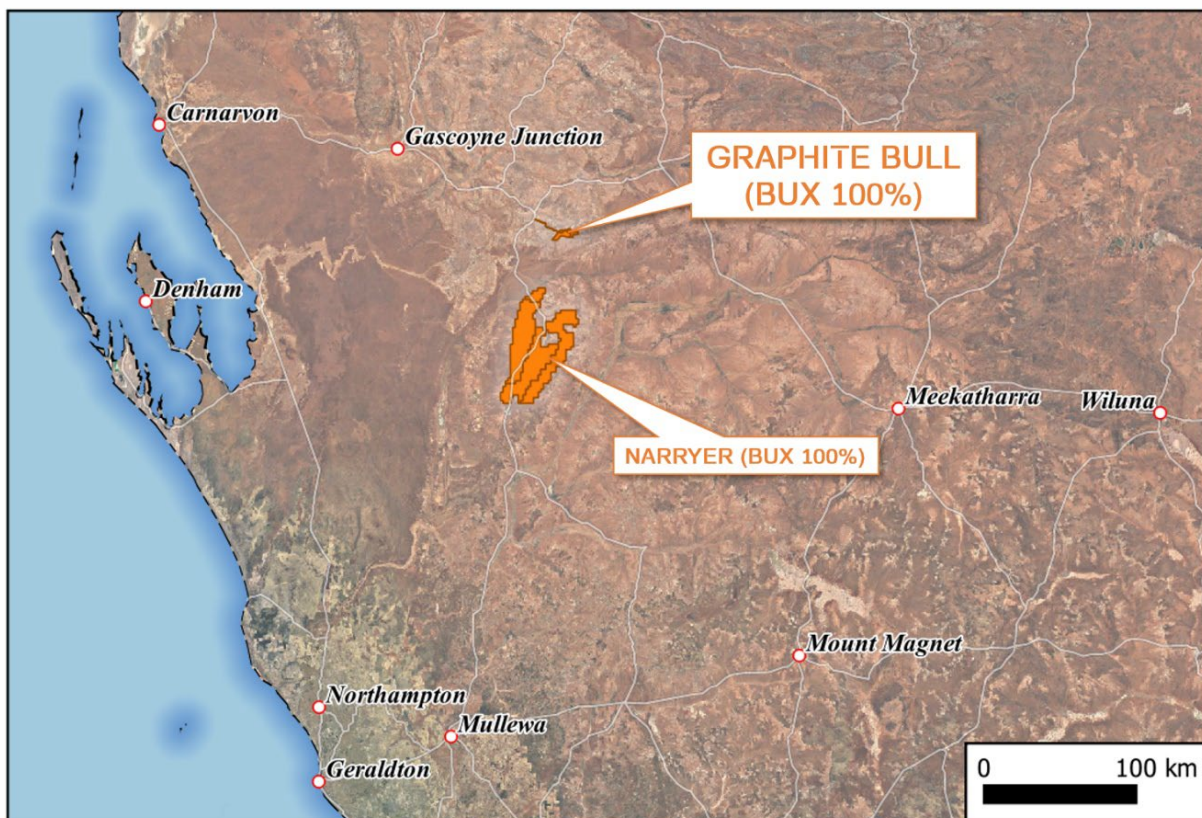 Carnarvon
Gascoyne Junction
GRAPHITE BULL
(BUX 100%)
Denham
Meekatharra
Wiluna
NARRYER (BUX 100%)
Mount Magnet
Northampton
Mullewa
Geraldton
0 100 km